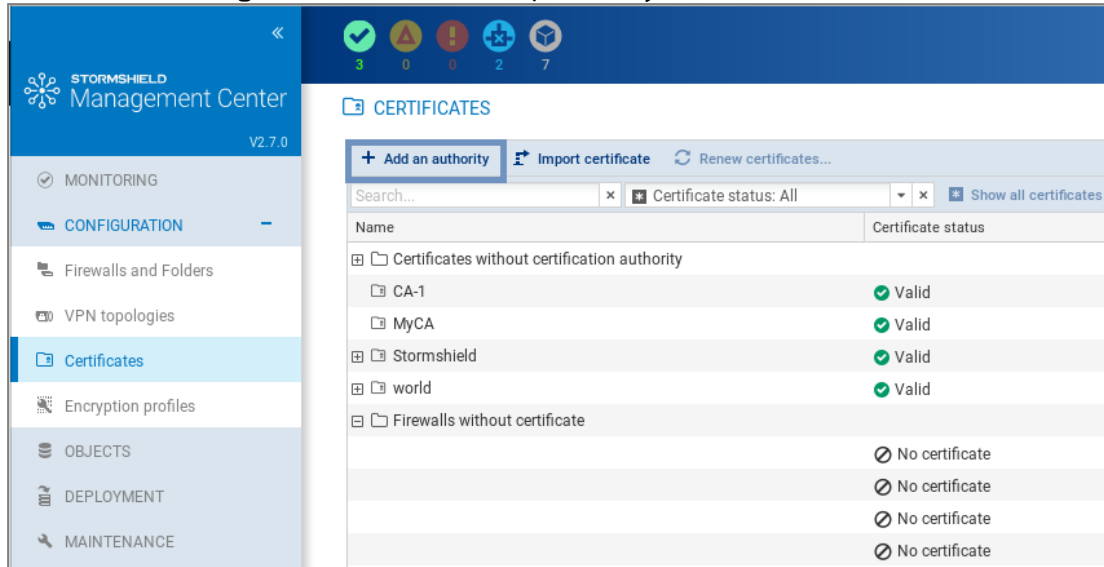 «
3 0 0 2 7
STORMSHIELD
Management Center
V2.7.0
CERTIFICATES
+ Add an authority Import certificate Renew certificates...
Search... × Certificate status: All × Show all certificates
Name Certificate status
Certificates without certification authority
CA-1 Valid
MyCA Valid
Stormshield Valid
world Valid
Firewalls without certificate
No certificate
No certificate
No certificate
No certificate
MONITORING
CONFIGURATION −
Firewalls and Folders
VPN topologies
Certificates
Encryption profiles
OBJECTS
DEPLOYMENT
MAINTENANCE